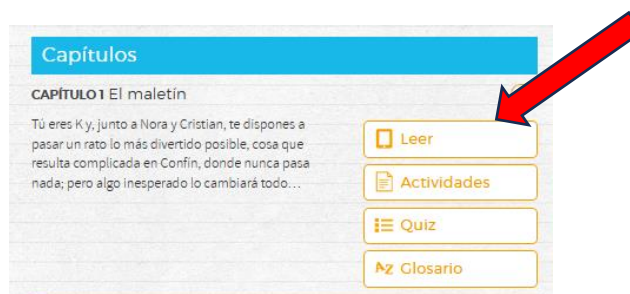 Capítulos
CAPÍTULO 1 El maletín
Tú eres K y, junto a Nora y Cristian, te dispones a
pasar un rato lo más divertido posible, cosa que
resulta complicada en Confín, donde nunca pasa
nada; pero algo inesperado lo cambiará todo...
Leer
Actividades
Quiz
AZ Glosario